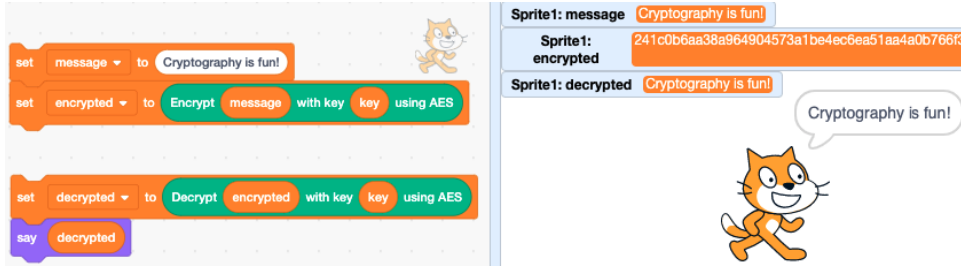 set message to Cryptography is fun!
set encrypted to Encrypt message with key key using AES
set decrypted to Decrypt encrypted with key key using AES
say decrypted
Sprite1: message Cryptography is fun!
Sprite1: encrypted 241c0b6aa38a964904573a1be4ec6ea51aa4a0b766f3
Sprite1: decrypted Cryptography is fun!
Cryptography is fun!